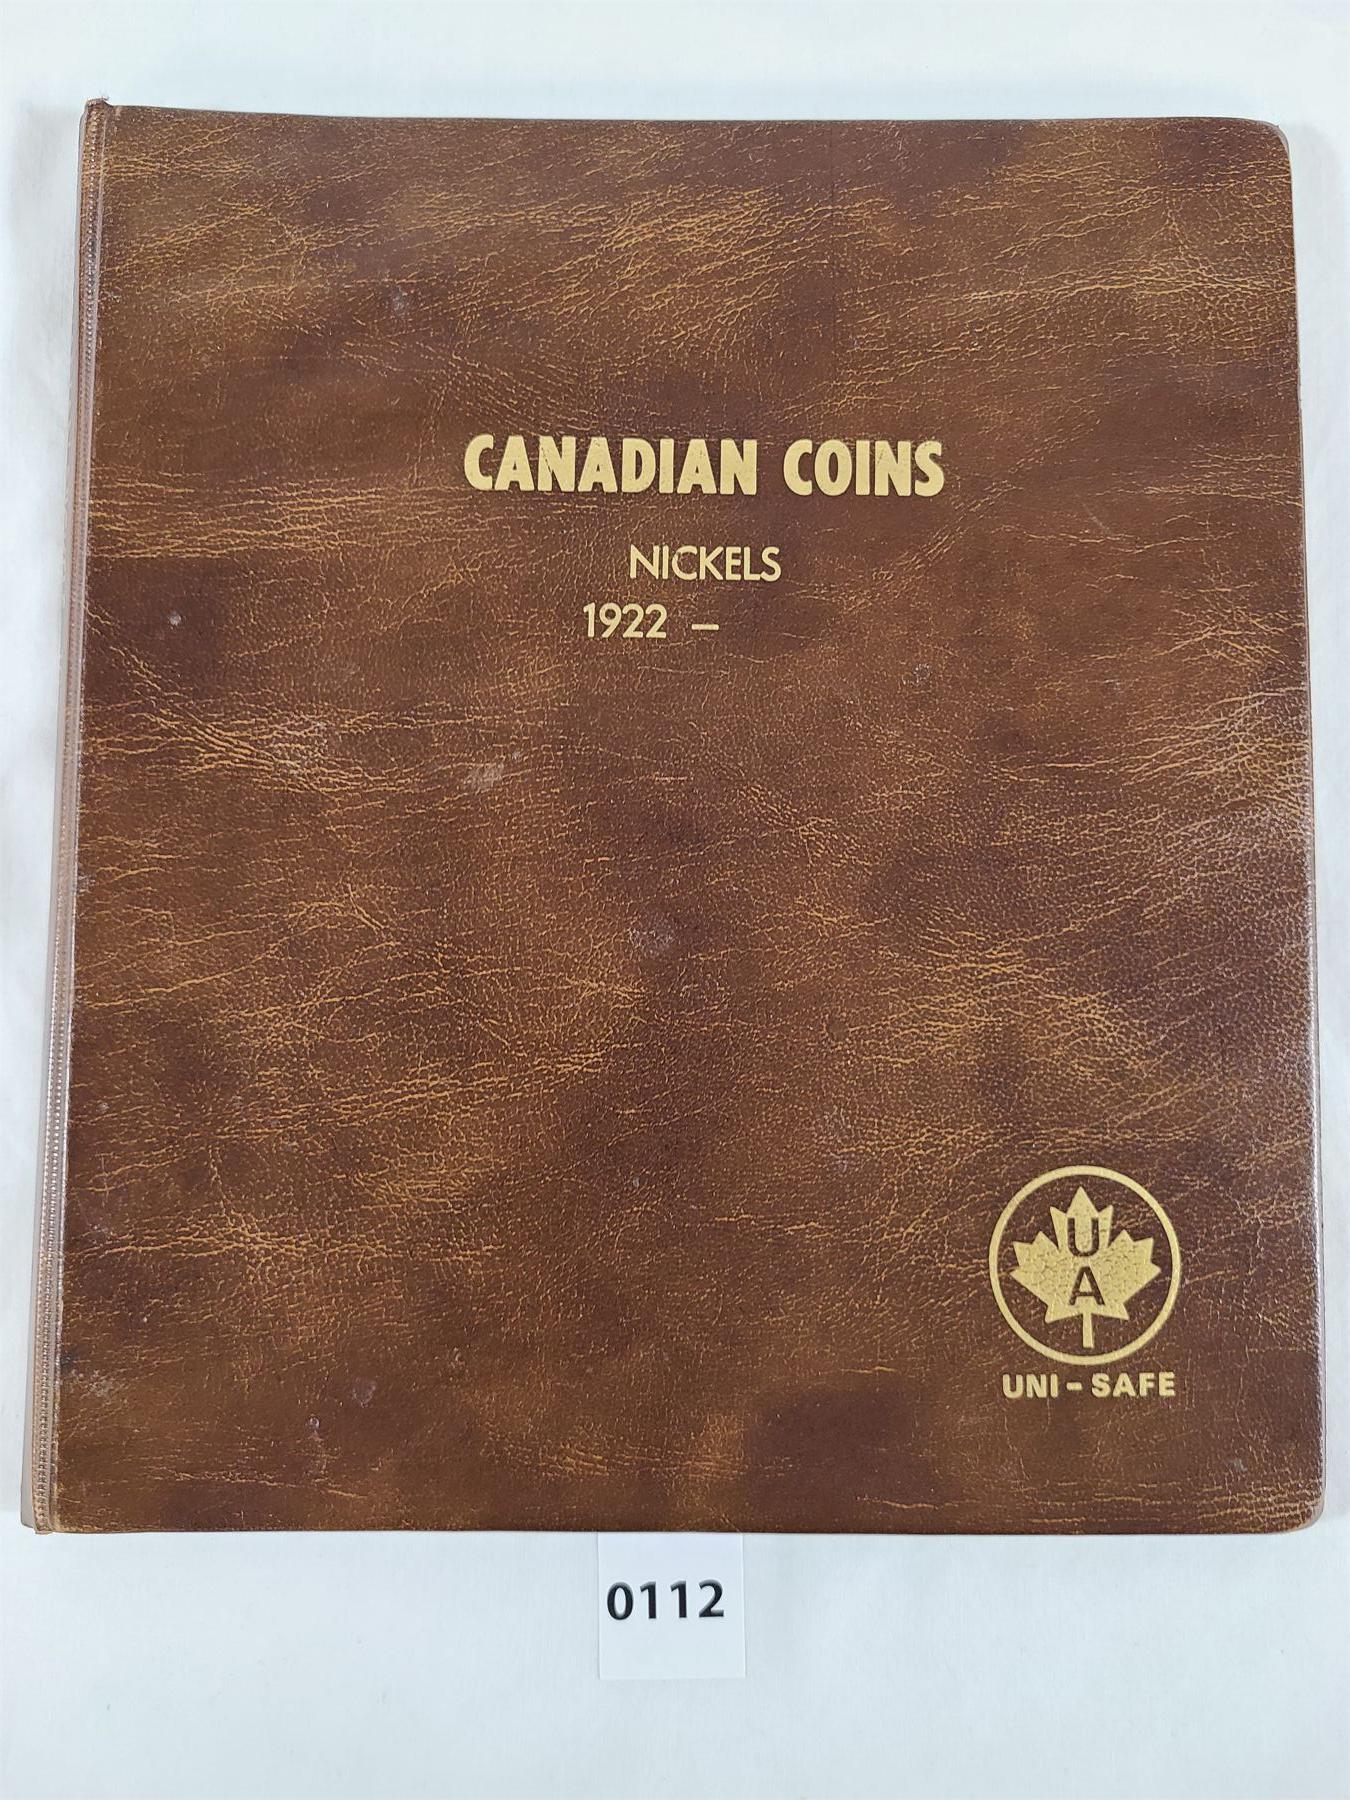 CANADIAN COINS
NICKELS
1922 –
U
A
UNI-SAFE
0112